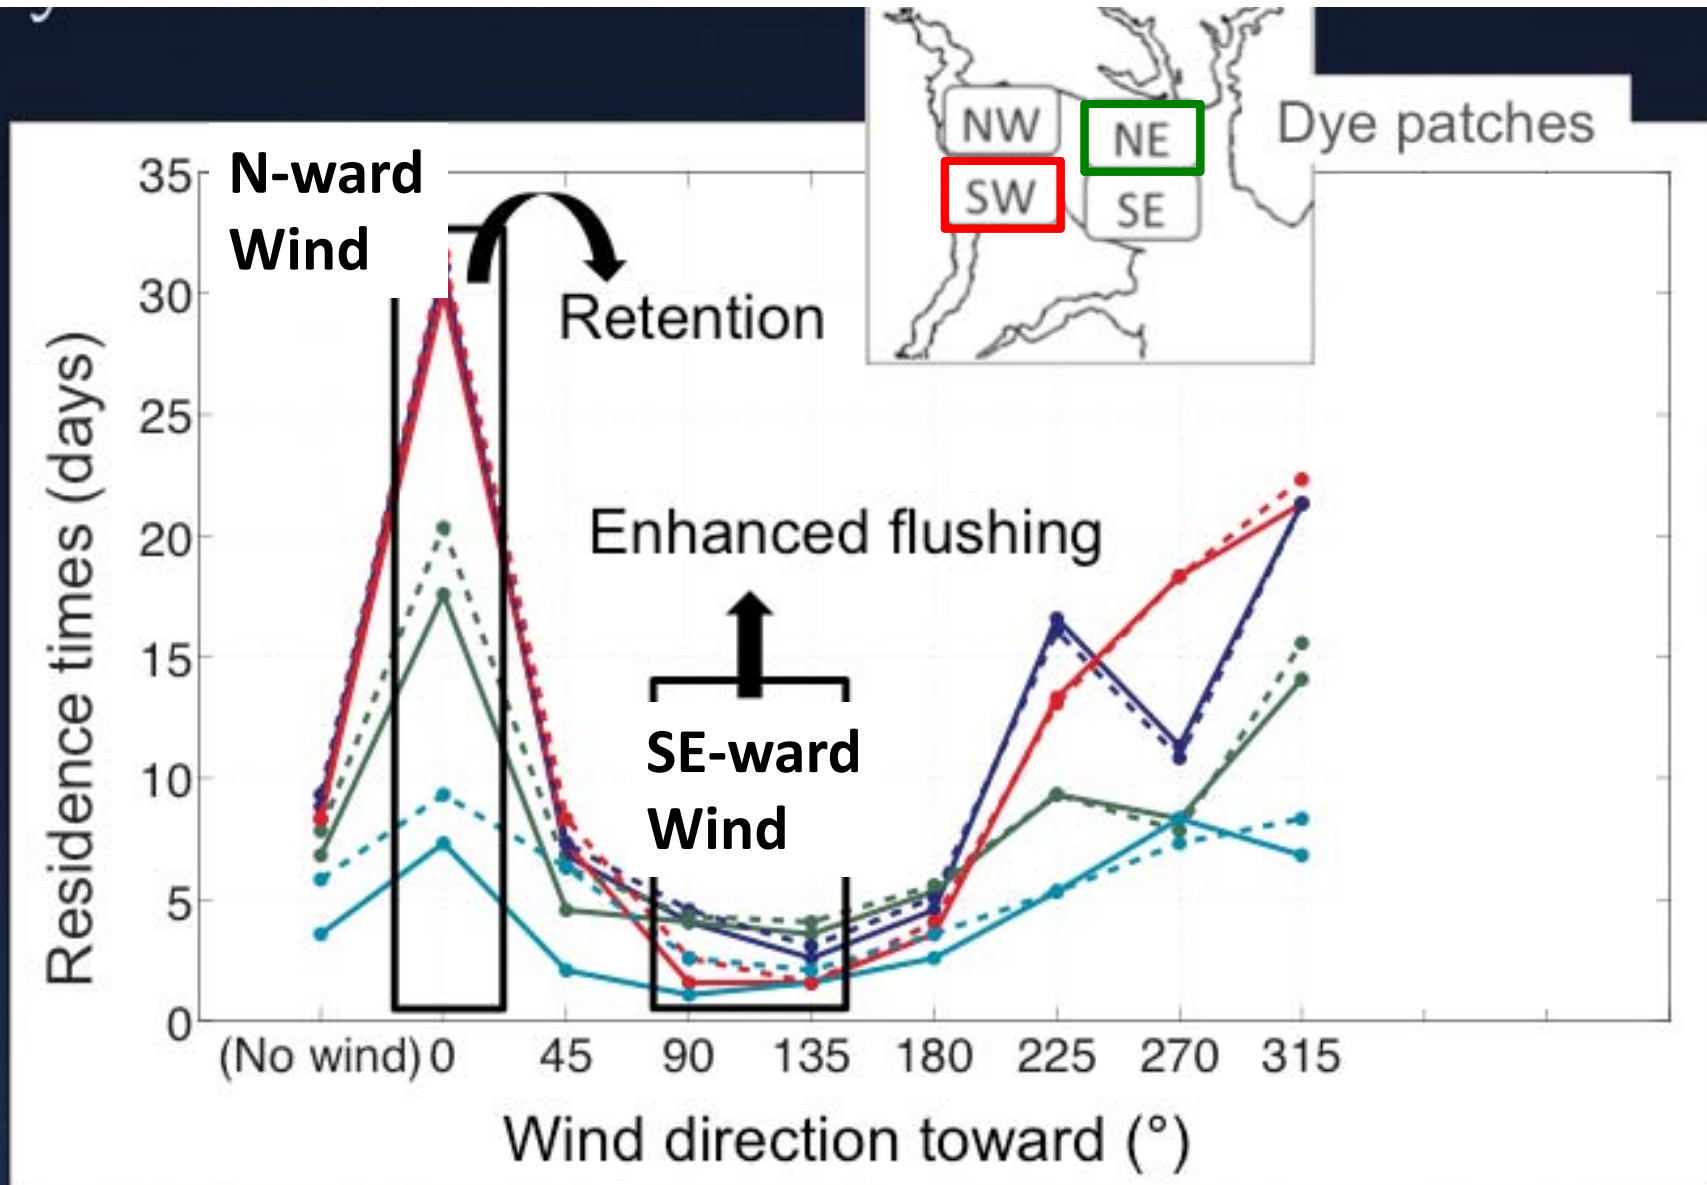 NW
NE
SW
SE
Dye patches
N-ward
Wind
Retention
Enhanced flushing
SE-ward
Wind
Residence times (days)
35
30
25
20
15
10
5
0
(No wind) 0 45 90 135 180 225 270 315
Wind direction toward (°)